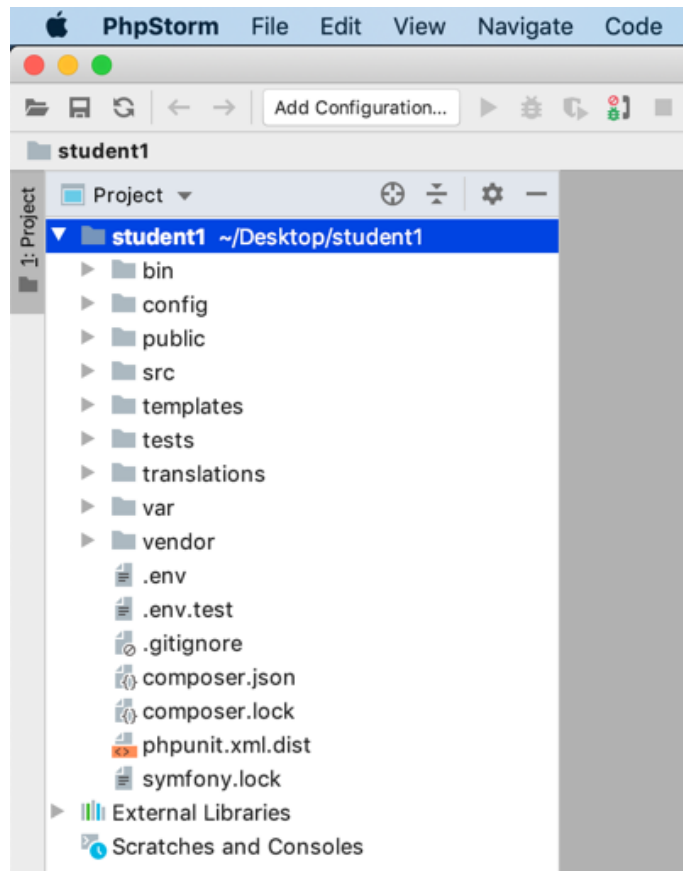 PhpStorm File Edit View Navigate Code
Add Configuration...
student1
1: Project
Project
student1 ~/Desktop/student1
bin
config
public
src
templates
tests
translations
var
vendor
.env
.env.test
.gitignore
composer.json
composer.lock
phpunit.xml.dist
symfony.lock
External Libraries
Scratches and Consoles